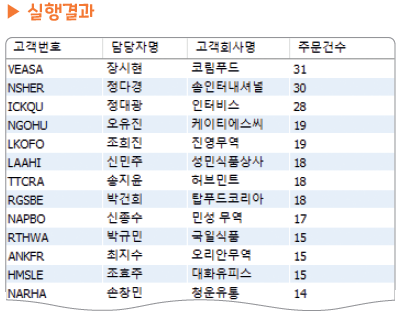 ▶ 실행결과
고객번호 담당자명 고객회사명 주문건수
VEASA 장시현 코림푸드 31
NSHER 정다경 솔인터내셔널 30
ICKQU 정대광 인터비스 28
NGOHU 오유진 케이티에스씨 19
LKOFO 조희진 진영무역 19
LAAHI 신민주 성민식품상사 18
TTCRA 송지윤 허브민트 18
RGSBE 박건희 탑푸드코리아 18
NAPBO 신종수 민성 무역 17
RTHWA 박규민 국일식품 15
ANKFR 최지수 오리안무역 15
HMSLE 조효주 대화유피스 15
NARHA 손창민 청운유통 14